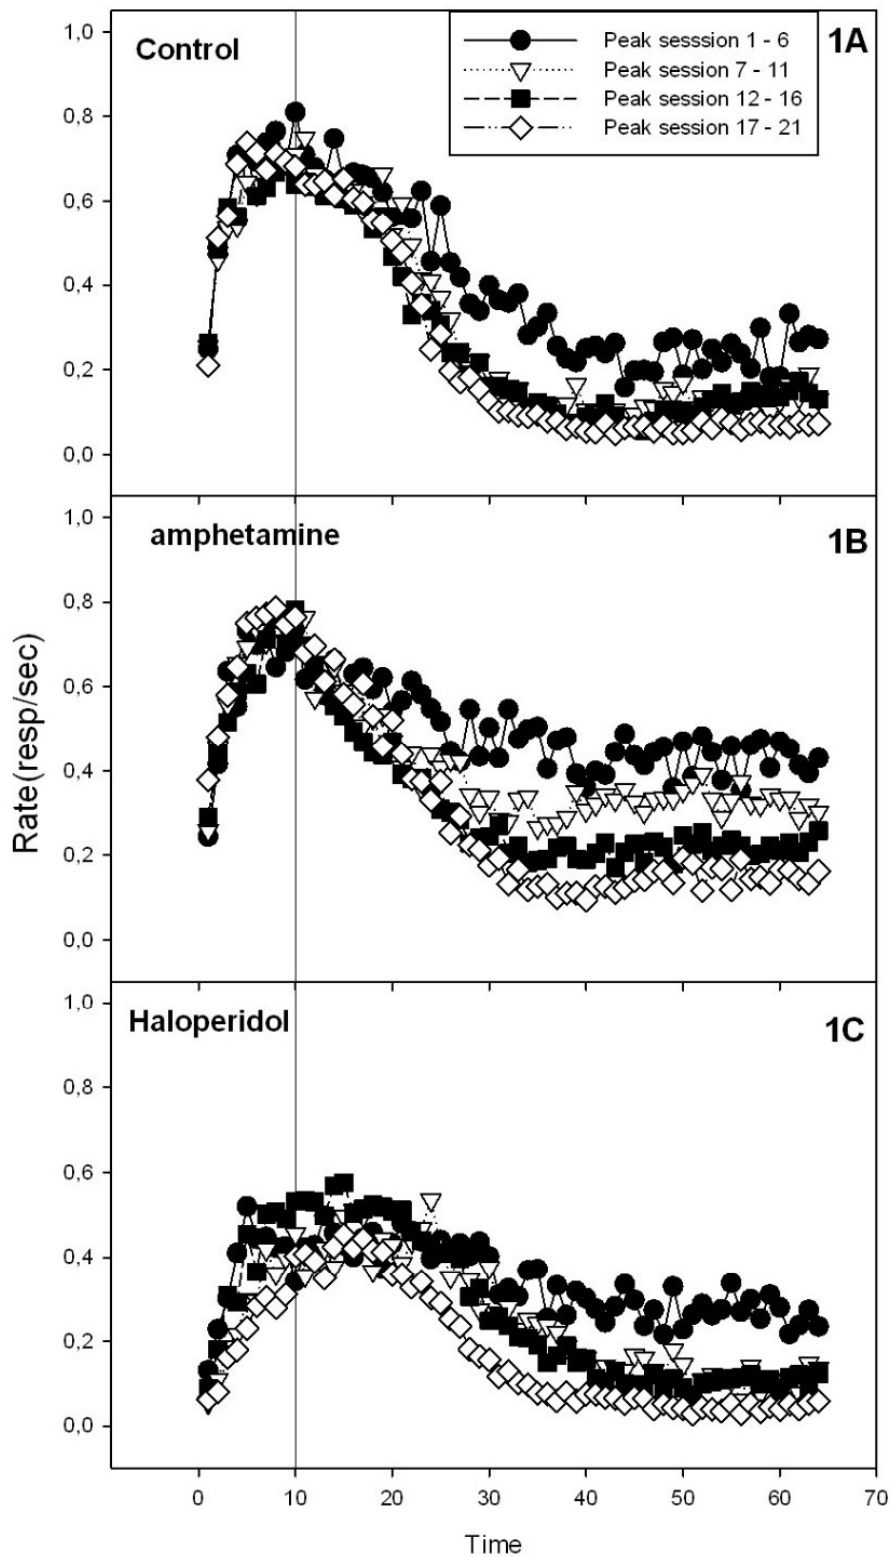 Control
1A
Peak sesssion 1 - 6
Peak session 7 - 11
Peak session 12 - 16
Peak session 17 - 21
1,0
0,8
0,6
0,4
0,2
0,0
amphetamine
1B
1,0
0,8
0,6
0,4
0,2
0,0
Rate(resp/sec)
Haloperidol
1C
1,0
0,8
0,6
0,4
0,2
0,0
0 10 20 30 40 50 60 70
Time